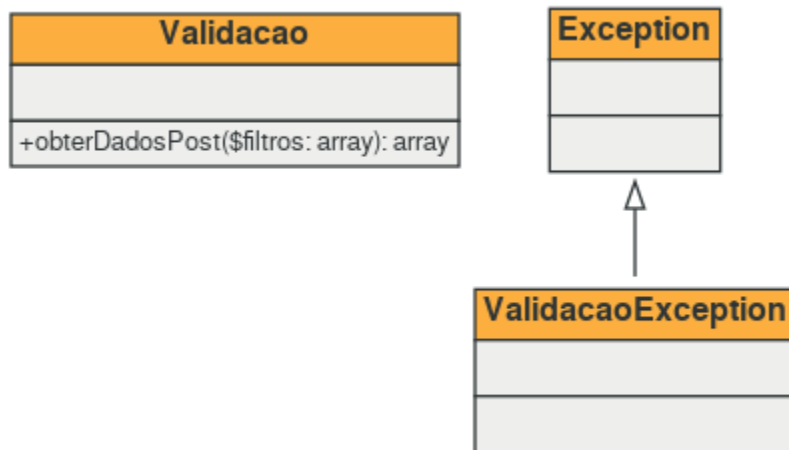 Validacao
+obterDadosPost($filtros: array): array
Exception
ValidacaoException